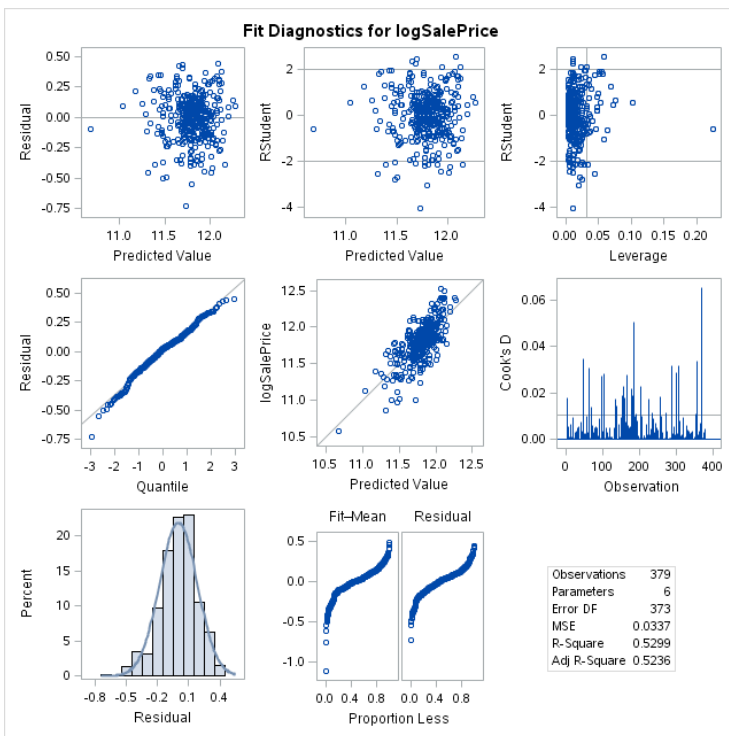 Fit Diagnostics for logSalePrice
Residual
0.50
0.25
0.00
-0.25
-0.50
-0.75
11.0 11.5 12.0
Predicted Value
RStudent
2
0
-2
-4
11.0 11.5 12.0
Predicted Value
RStudent
2
0
-2
-4
0.00 0.05 0.10 0.15 0.20
Leverage
Residual
0.50
0.25
0.00
-0.25
-0.50
-0.75
-3 -2 -1 0 1 2 3
Quantile
logSalePrice
12.5
12.0
11.5
11.0
10.5
10.5 11.0 11.5 12.0 12.5
Predicted Value
Cook's D
0.06
0.04
0.02
0.00
0 100 200 300 400
Observation
Percent
20
15
10
5
0
-0.8 -0.5 -0.2 0.1 0.4
Residual
Fit–Mean Residual
0.5
0.0
-0.5
-1.0
0.0 0.4 0.8 0.0 0.4 0.8
Proportion Less
Observations 379
Parameters 6
Error DF 373
MSE 0.0337
R-Square 0.5299
Adj R-Square 0.5236